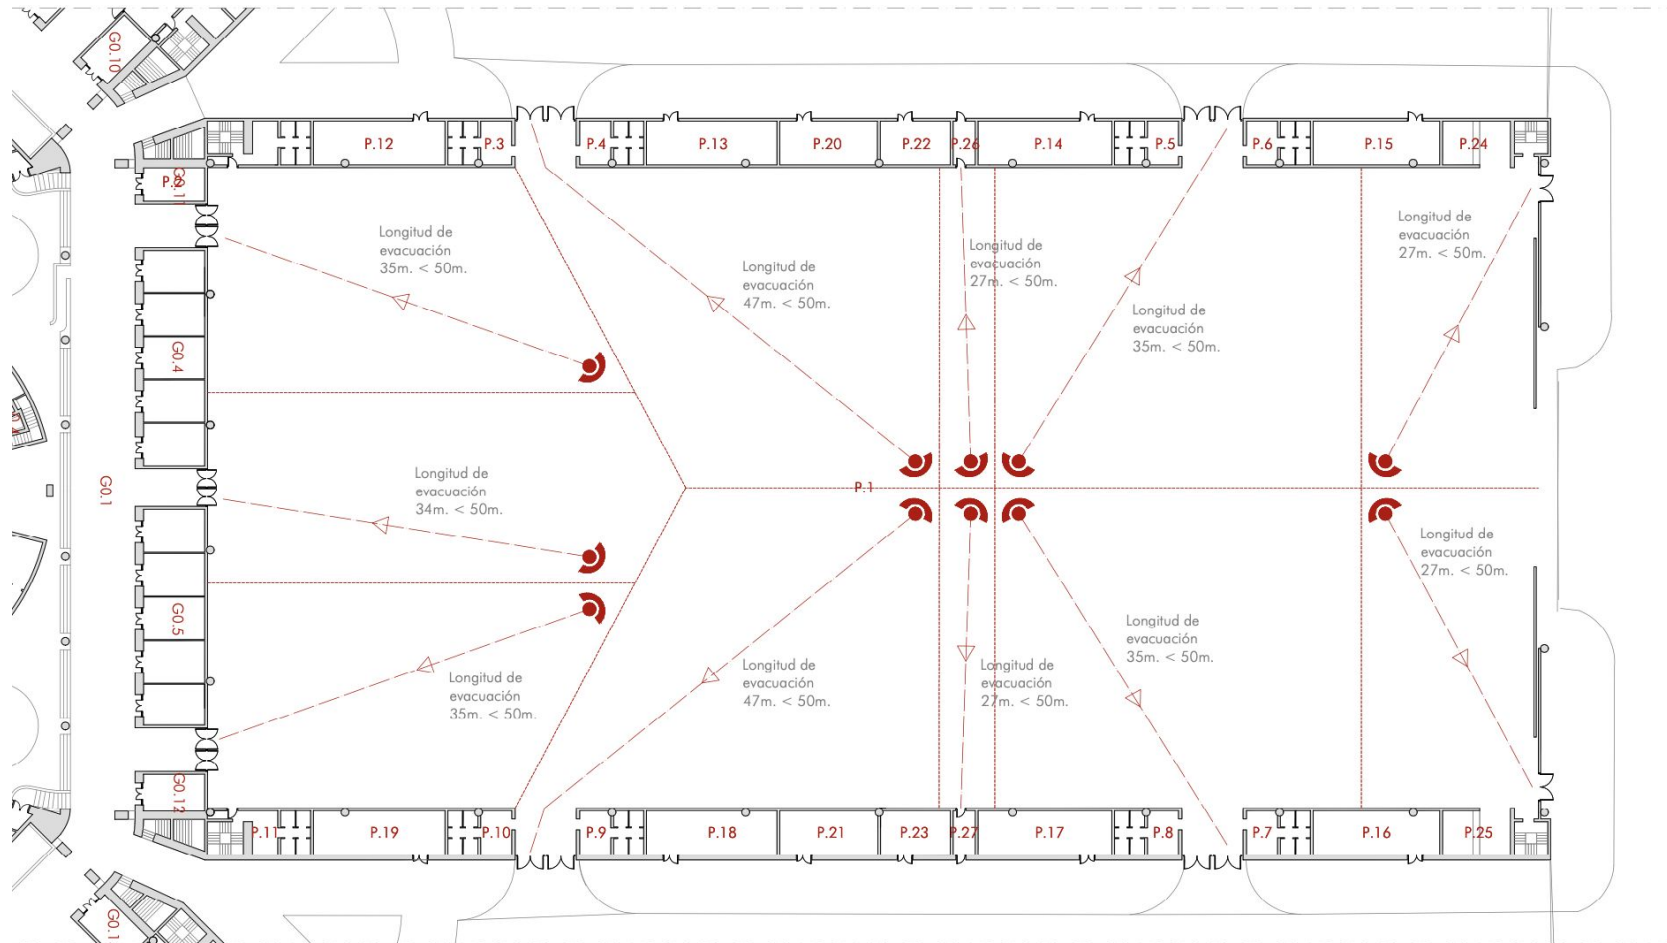 G0.10
P.12
P.3
P.4
P.13
P.20
P.22
P.26
P.14
P.5
P.6
P.15
P.24
P.2
G0.11
Longitud de
evacuación
35m. < 50m.
Longitud de
evacuación
47m. < 50m.
Longitud de
evacuación
27m. < 50m.
Longitud de
evacuación
35m. < 50m.
Longitud de
evacuación
27m. < 50m.
G0.4
G0.1
P.1
Longitud de
evacuación
34m. < 50m.
Longitud de
evacuación
27m. < 50m.
G0.5
Longitud de
evacuación
35m. < 50m.
Longitud de
evacuación
47m. < 50m.
Longitud de
evacuación
27m. < 50m.
Longitud de
evacuación
35m. < 50m.
G0.12
P.11
P.19
P.10
P.9
P.18
P.21
P.23
P.27
P.17
P.8
P.7
P.16
P.25